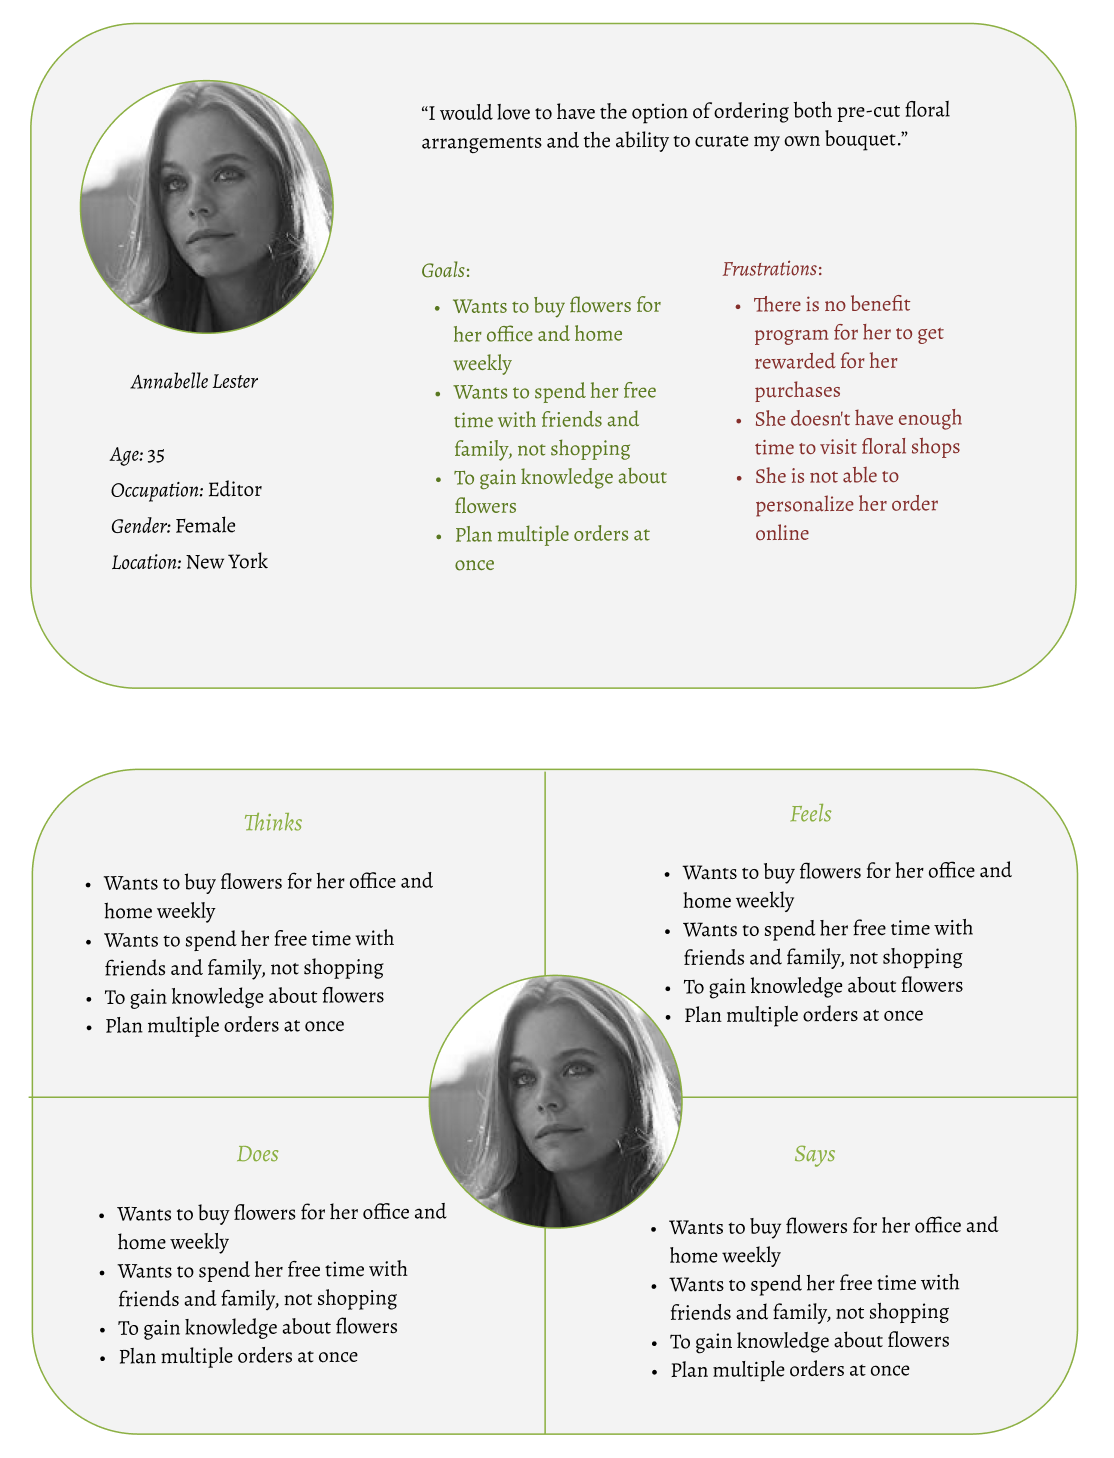 “I would love to have the option of ordering both pre-cut floral
arrangements and the ability to curate my own bouquet.”
Annabelle Lester
Age: 35
Occupation: Editor
Gender: Female
Location: New York
Goals:
• Wants to buy flowers for
her office and home
weekly
• Wants to spend her free
time with friends and
family, not shopping
• To gain knowledge about
flowers
• Plan multiple orders at
once
Frustrations:
• There is no benefit
program for her to get
rewarded for her
purchases
• She doesn't have enough
time to visit floral shops
• She is not able to
personalize her order
online
Thinks
• Wants to buy flowers for her office and
home weekly
• Wants to spend her free time with
friends and family, not shopping
• To gain knowledge about flowers
• Plan multiple orders at once
Feels
• Wants to buy flowers for her office and
home weekly
• Wants to spend her free time with
friends and family, not shopping
• To gain knowledge about flowers
• Plan multiple orders at once
Does
• Wants to buy flowers for her office and
home weekly
• Wants to spend her free time with
friends and family, not shopping
• To gain knowledge about flowers
• Plan multiple orders at once
Says
• Wants to buy flowers for her office and
home weekly
• Wants to spend her free time with
friends and family, not shopping
• To gain knowledge about flowers
• Plan multiple orders at once